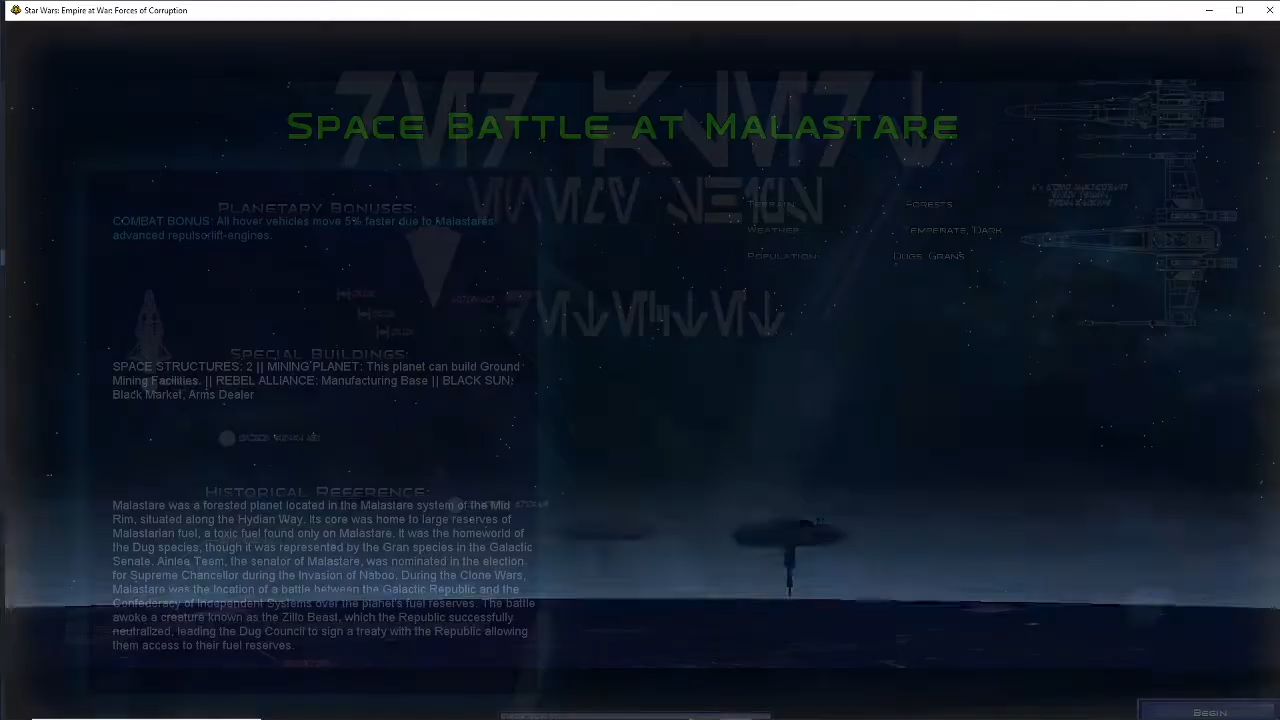 Star Wars: Empire at War: Forces of Corruption
Space Battle at Malastare
Planetary Bonuses:
COMBAT BONUS: All hover vehicles move 5% faster due to Malastares
advanced repulsorlift-engines.
Terrain
Forests
Weather
Temperate, Dark
Population
Dugs, Grans
Special Buildings:
SPACE STRUCTURES: 2 || MINING PLANET: This planet can build Ground
Mining Facilities. || REBEL ALLIANCE: Manufacturing Base || BLACK SUN:
Black Market, Arms Dealer
Historical Reference:
Malastare was a forested planet located in the Malastare system of the Mid
Rim, situated along the Hydian Way. Its core was home to large reserves of
Malastarian fuel, a toxic fuel found only on Malastare. It was the homeworld of
the Dug species, though it was represented by the Gran species in the Galactic
Senate. Ainlee Teem, the senator of Malastare, was nominated in the election
for Supreme Chancellor during the Invasion of Naboo. During the Clone Wars,
Malastare was the location of a battle between the Galactic Republic and the
Confederacy of Independent Systems over the planet's fuel reserves. The battle
awoke a creature known as the Zillo Beast, which the Republic successfully
neutralized, leading the Dug Council to sign a treaty with the Republic allowing
them access to their fuel reserves.
Begin